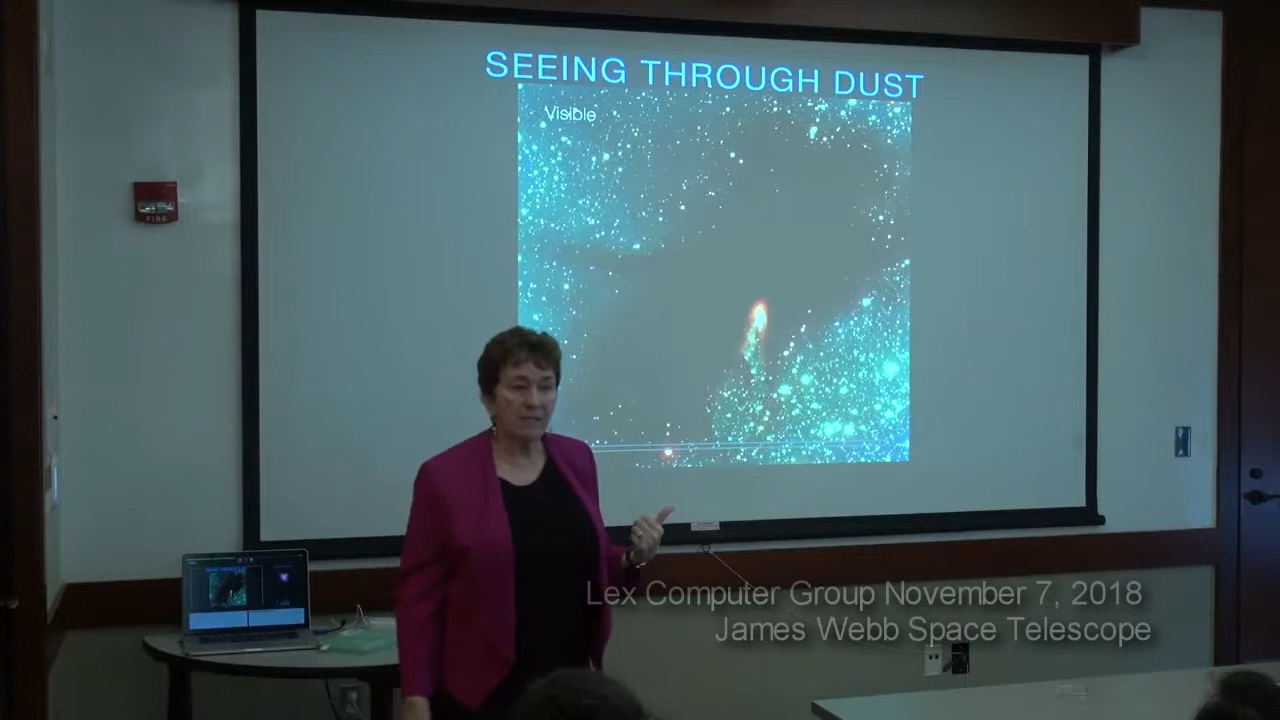 SEEING THROUGH DUST
Visible
FIRE
Lex Computer Group November 7, 2018
James Webb Space Telescope